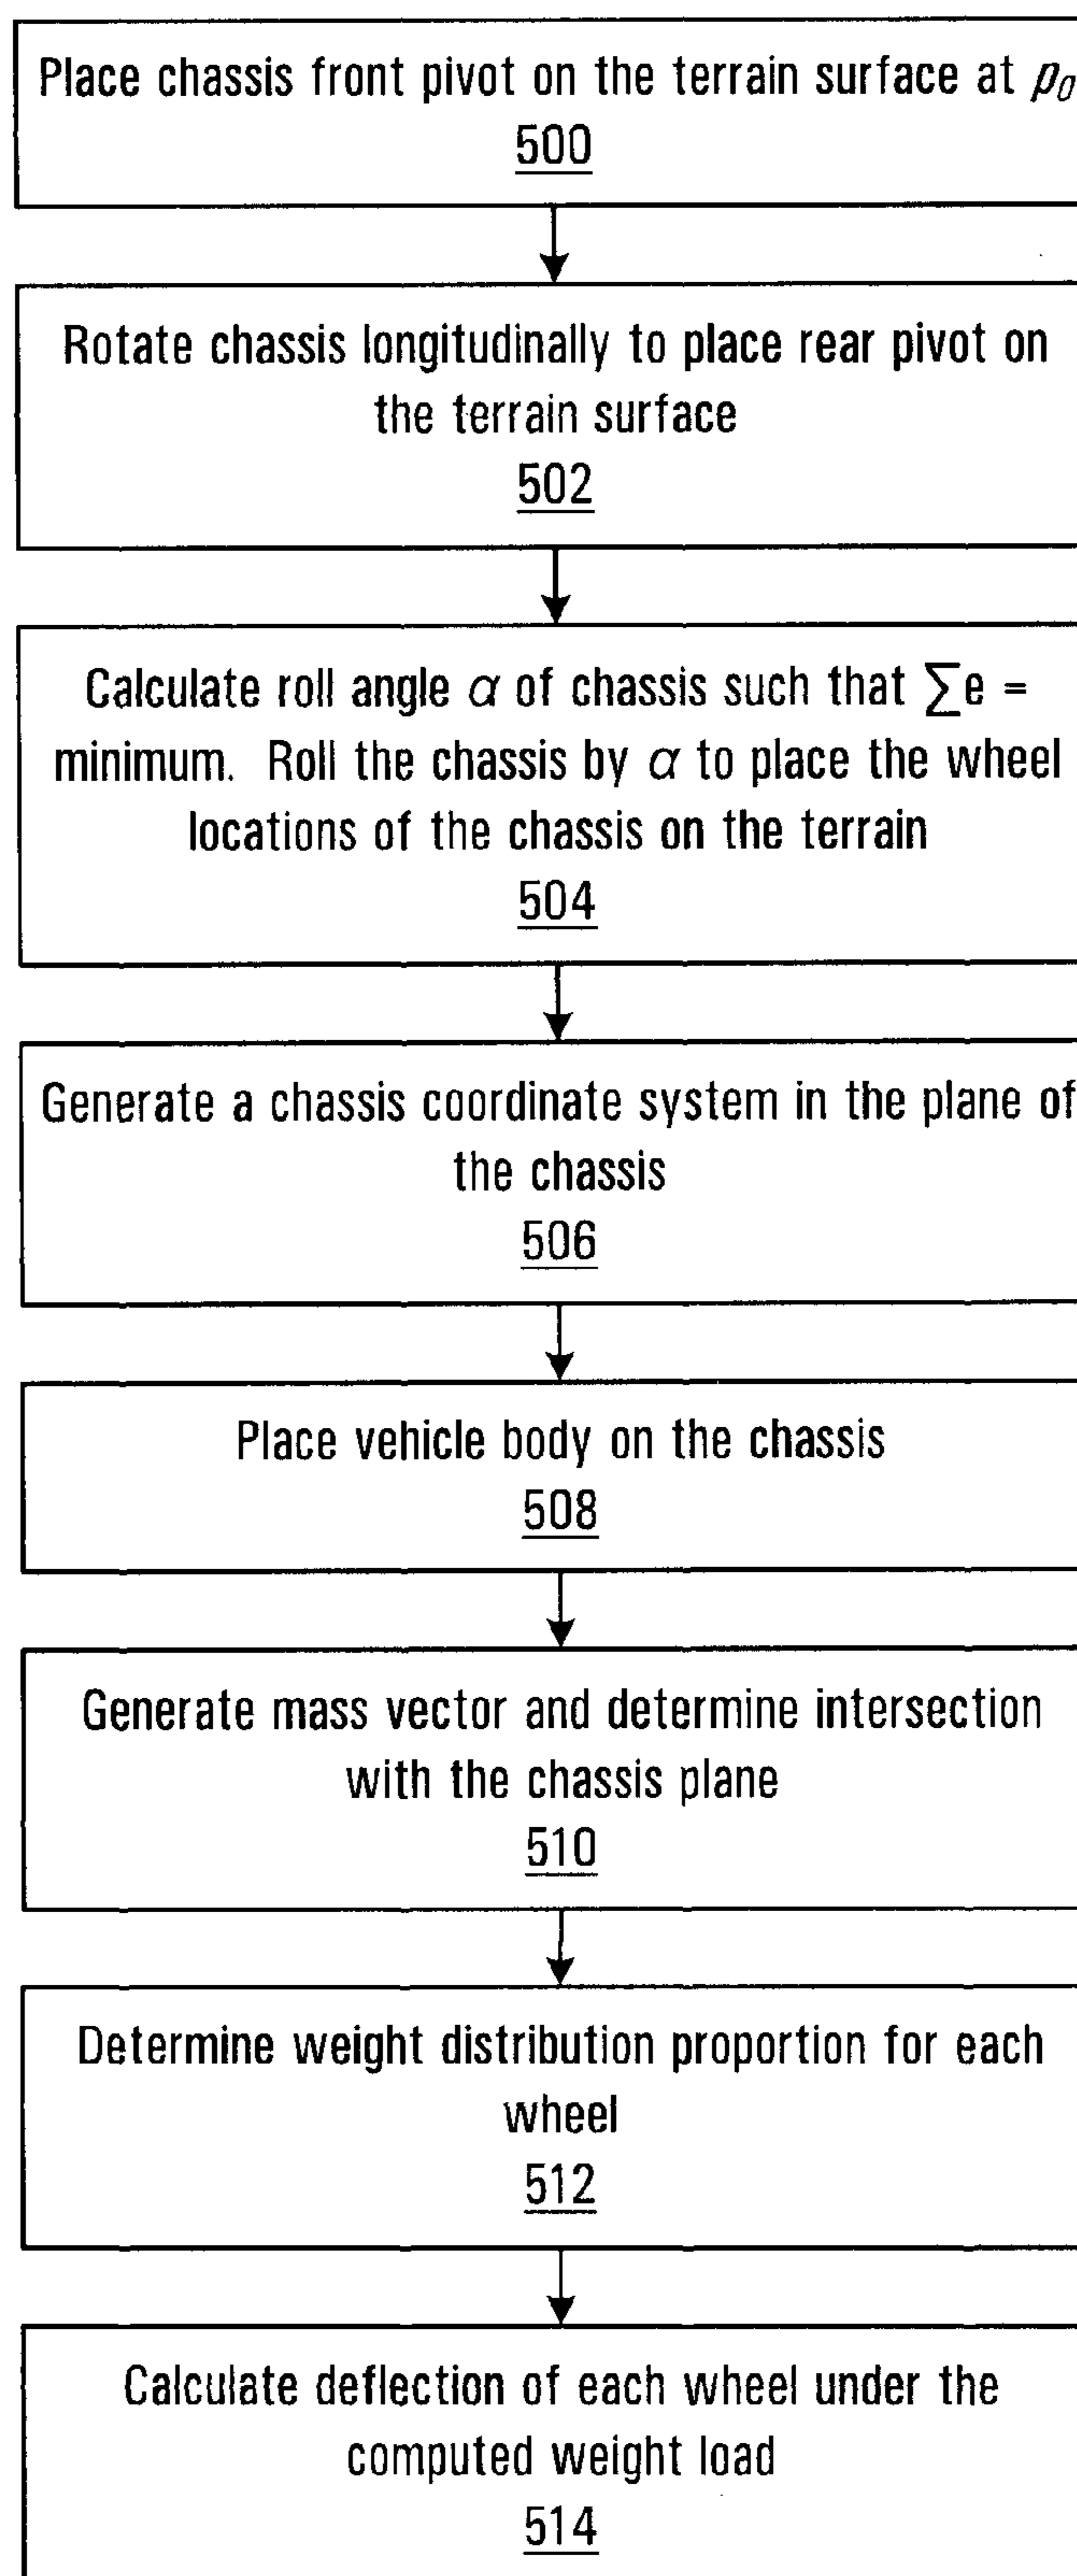 Place chassis front pivot on the terrain surface at p₀
500
Rotate chassis longitudinally to place rear pivot on
the terrain surface
502
Calculate roll angle α of chassis such that ∑e =
minimum. Roll the chassis by α to place the wheel
locations of the chassis on the terrain
504
Generate a chassis coordinate system in the plane of
the chassis
506
Place vehicle body on the chassis
508
Generate mass vector and determine intersection
with the chassis plane
510
Determine weight distribution proportion for each
wheel
512
Calculate deflection of each wheel under the
computed weight load
514